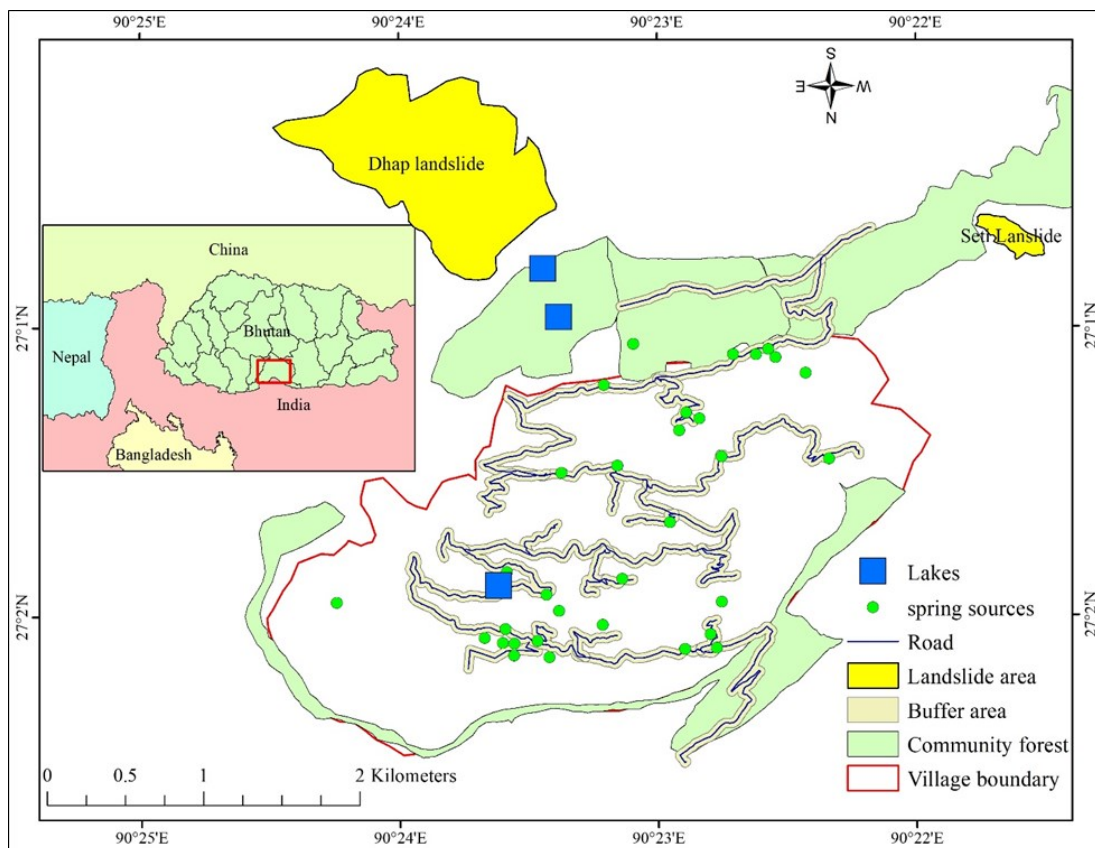 90°25'E
90°24'E
90°23'E
90°22'E
S
E
W
N
Dhap landslide
Seti Lanslide
China
Nepal
Bhutan
India
Bangladesh
27°1'N
27°1'N
27°2'N
27°2'N
Lakes
spring sources
Road
Landslide area
Buffer area
Community forest
Village boundary
0 0.5 1 2 Kilometers
90°25'E
90°24'E
90°23'E
90°22'E